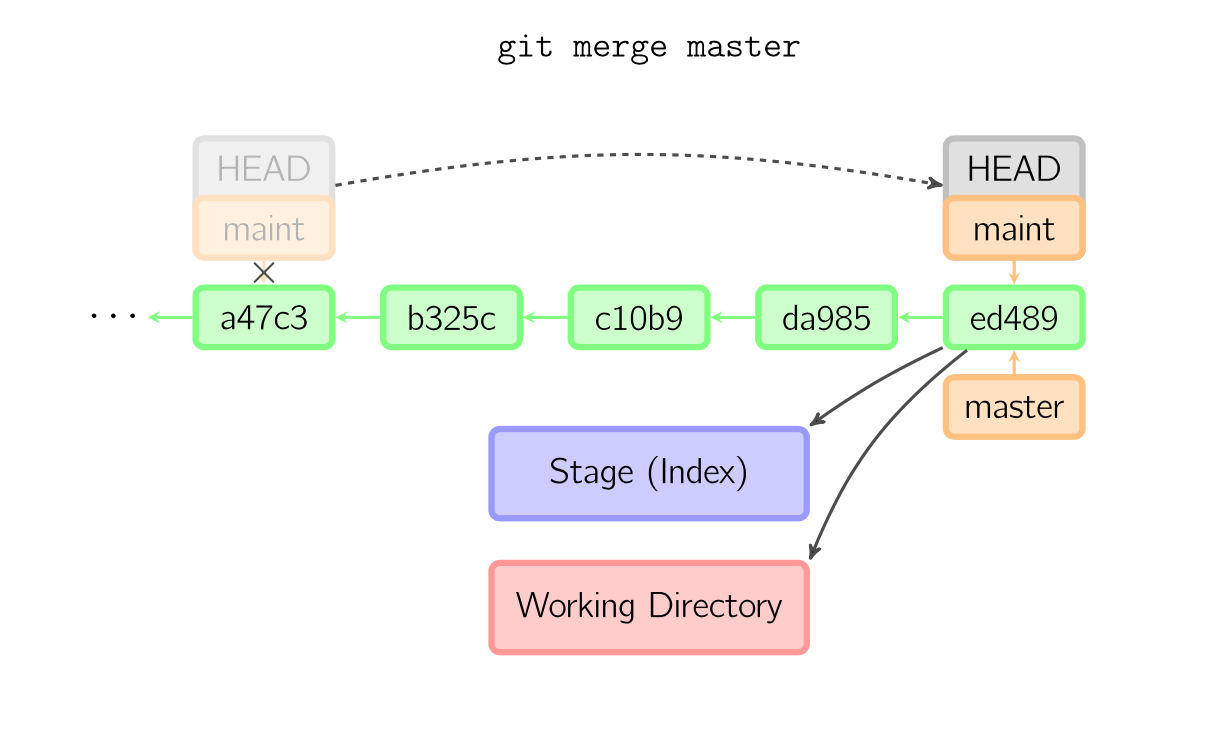 git merge master
HEAD
HEAD
maint
maint
...
a47c3
b325c
c10b9
da985
ed489
master
Stage (Index)
Working Directory